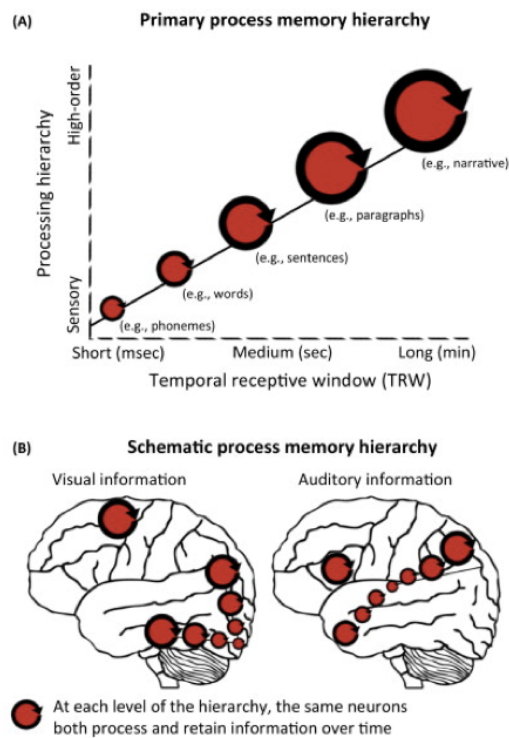 (A) Primary process memory hierarchy
Processing hierarchy
High-order
Sensory
(e.g., narrative)
(e.g., paragraphs)
(e.g., sentences)
(e.g., words)
(e.g., phonemes)
Short (msec) Medium (sec) Long (min)
Temporal receptive window (TRW)
(B) Schematic process memory hierarchy
Visual information Auditory information
At each level of the hierarchy, the same neurons
both process and retain information over time